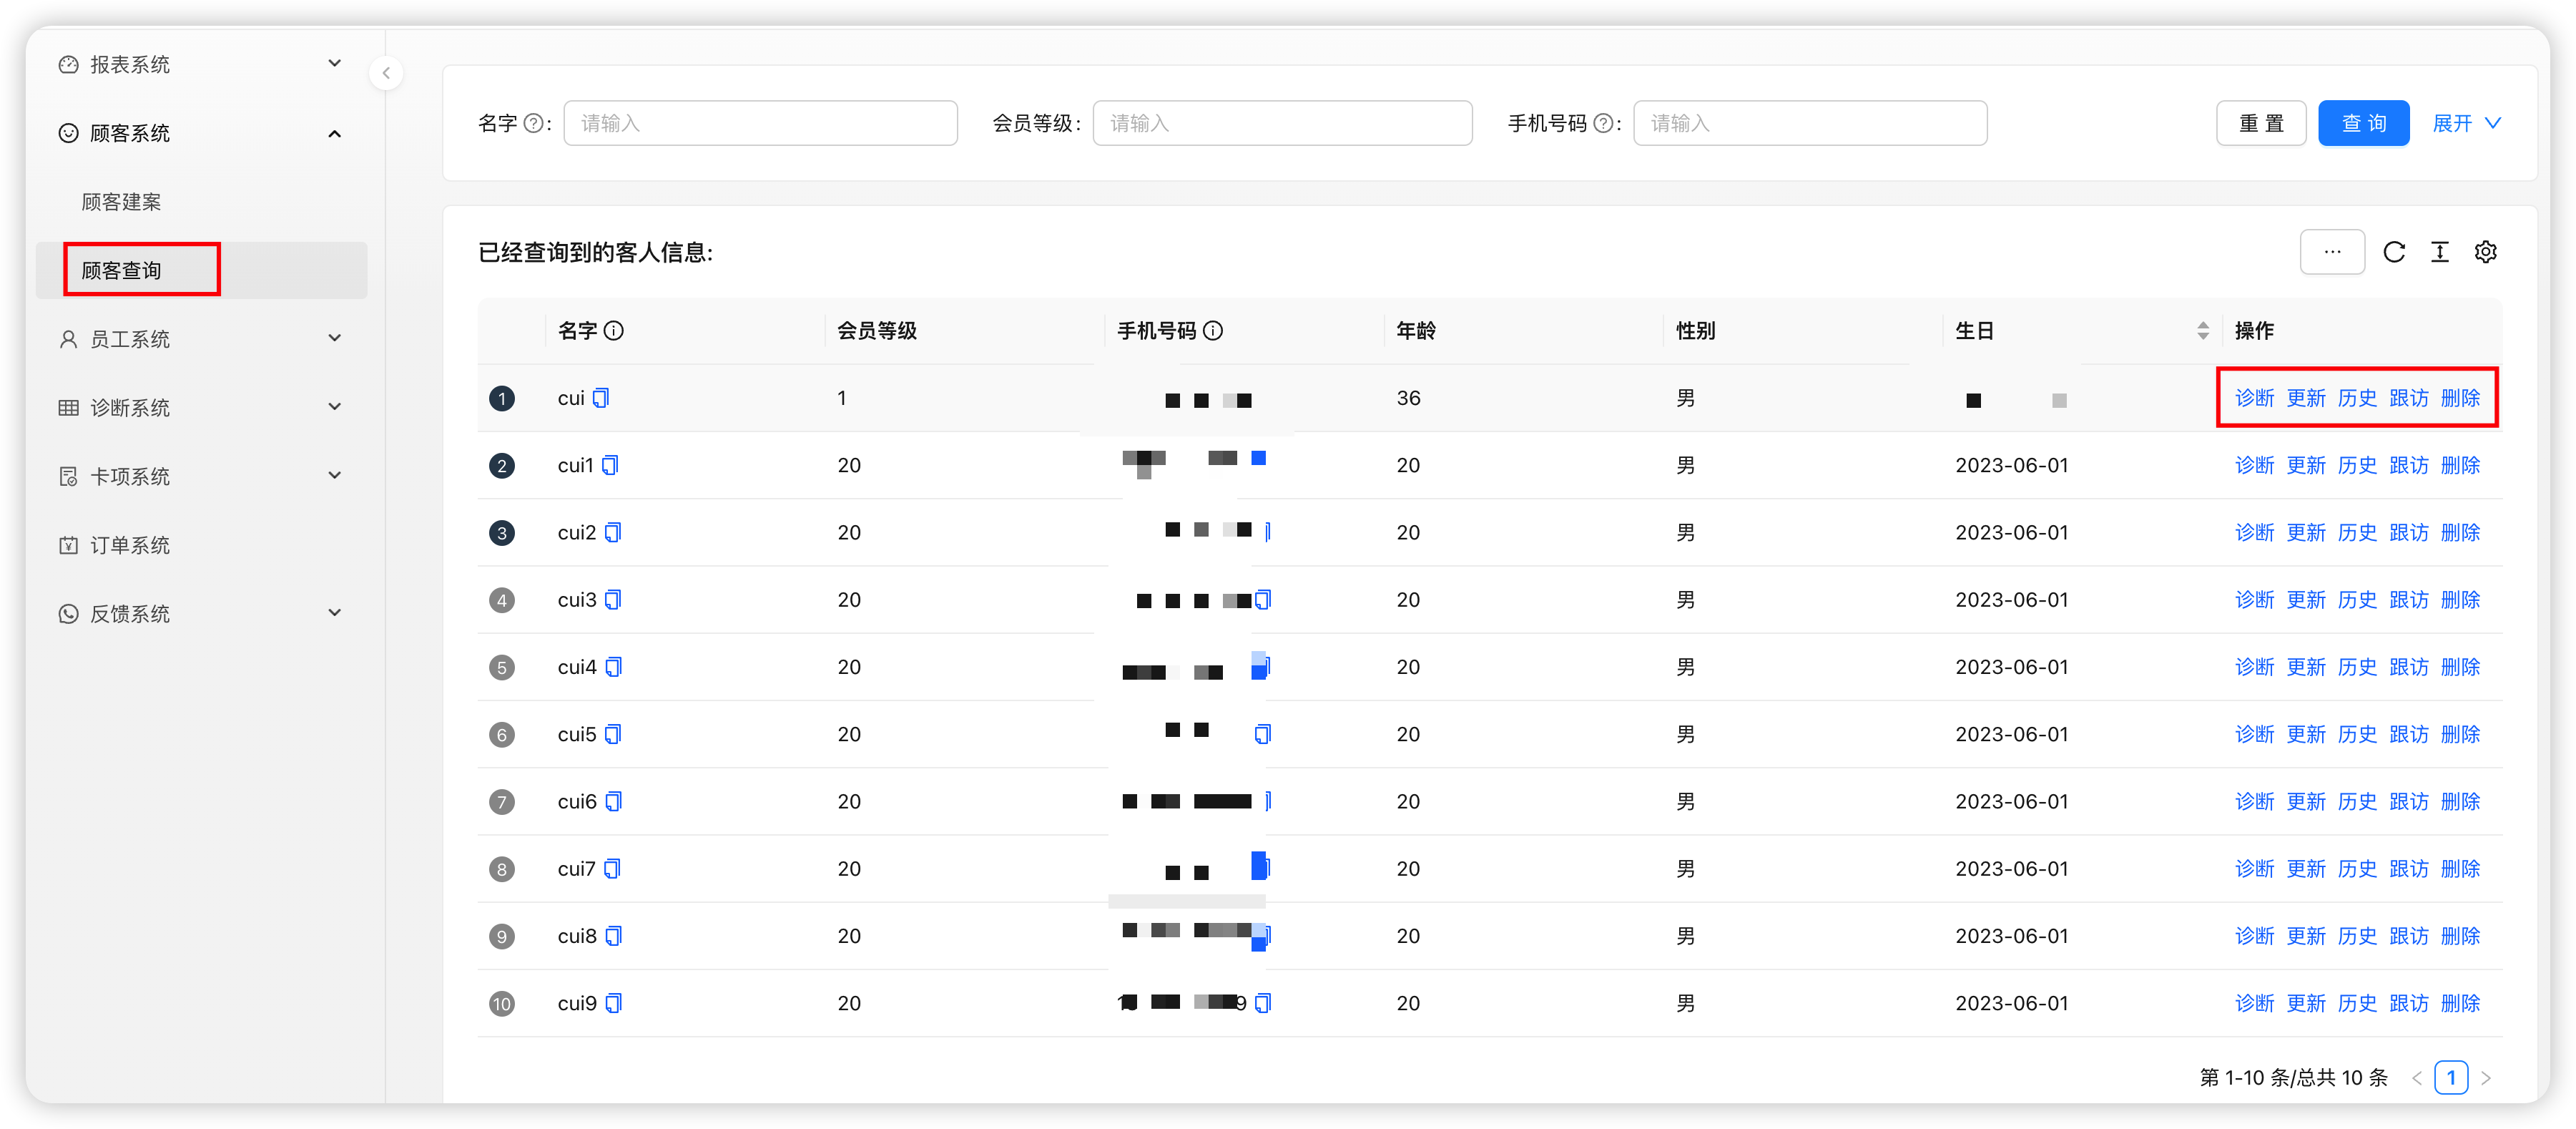 报表系统
顾客系统
顾客建案
顾客查询
员工系统
诊断系统
卡项系统
订单系统
反馈系统
名字 ? : 请输入 会员等级: 请输入 手机号码 ? : 请输入 重 置 查 询 展开
已经查询到的客人信息: ...
名字 会员等级 手机号码 年龄 性别 生日 操作
1 cui 1 36 男 诊断 更新 历史 跟访 删除
2 cui1 20 20 男 2023-06-01 诊断 更新 历史 跟访 删除
3 cui2 20 20 男 2023-06-01 诊断 更新 历史 跟访 删除
4 cui3 20 20 男 2023-06-01 诊断 更新 历史 跟访 删除
5 cui4 20 20 男 2023-06-01 诊断 更新 历史 跟访 删除
6 cui5 20 20 男 2023-06-01 诊断 更新 历史 跟访 删除
7 cui6 20 20 男 2023-06-01 诊断 更新 历史 跟访 删除
8 cui7 20 20 男 2023-06-01 诊断 更新 历史 跟访 删除
9 cui8 20 20 男 2023-06-01 诊断 更新 历史 跟访 删除
10 cui9 20 20 男 2023-06-01 诊断 更新 历史 跟访 删除
第 1-10 条/总共 10 条 < 1 >